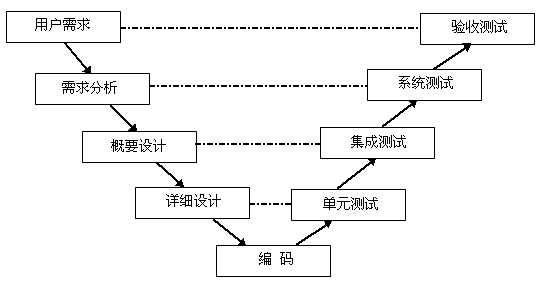 用户需求
验收测试
需求分析
系统测试
概要设计
集成测试
详细设计
单元测试
编 码